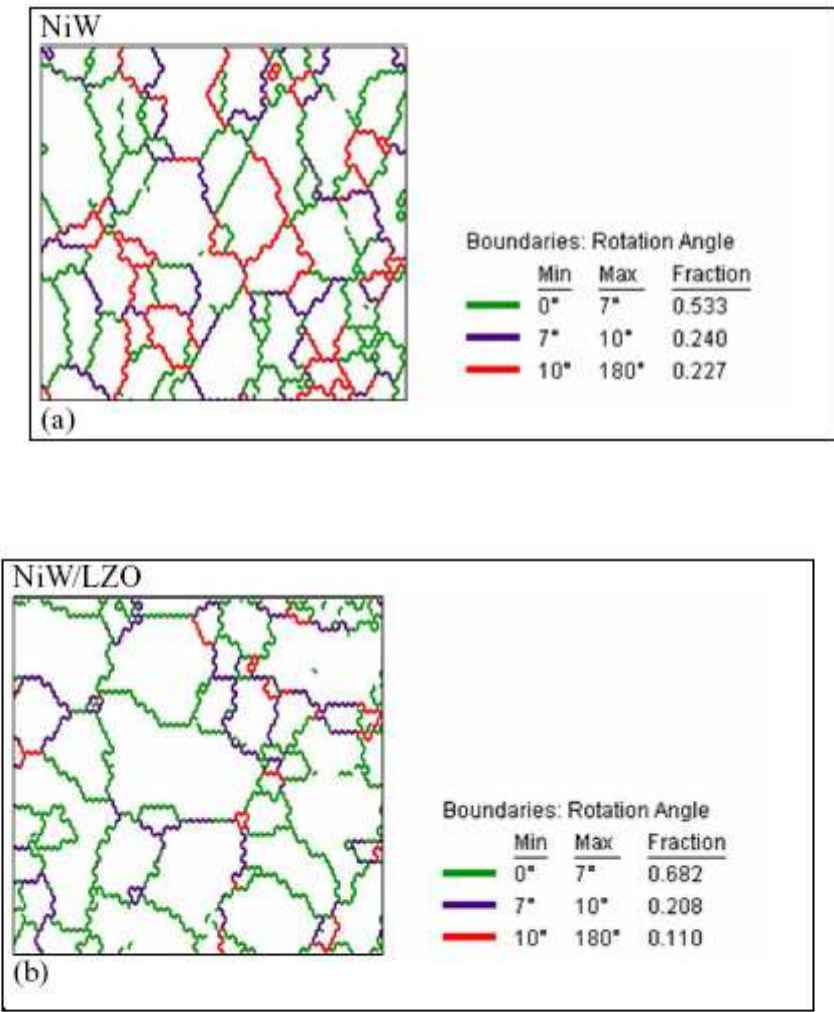 NiW
Boundaries: Rotation Angle
Min Max Fraction
0° 7° 0.533
7° 10° 0.240
10° 180° 0.227
(a)
NiW/LZO
Boundaries: Rotation Angle
Min Max Fraction
0° 7° 0.682
7° 10° 0.208
10° 180° 0.110
(b)